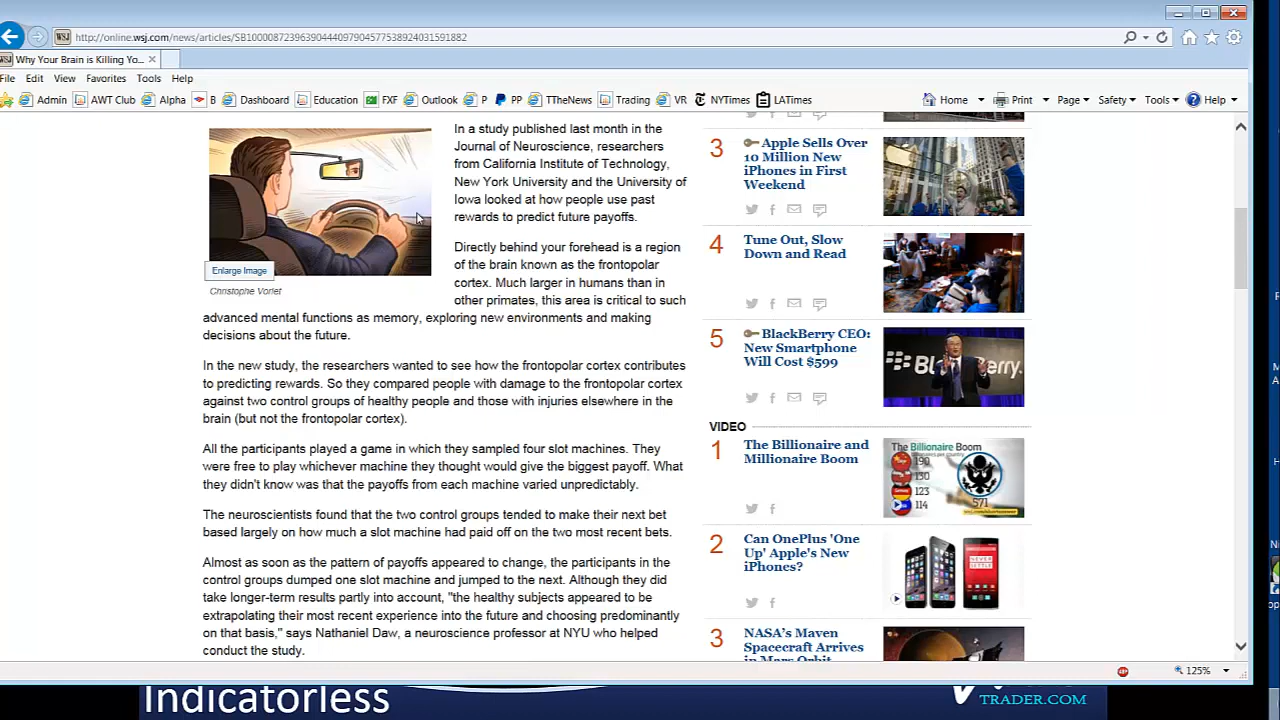 http://online.wsj.com/news/articles/SB10000872396390444097904577538924031591882
WSJ Why Your Brain is Killing Yo...
File Edit View Favorites Tools Help
Admin AWT Club Alpha B Dashboard Education FXF Outlook P PP TTheNews Trading VR NYTimes LATimes
Home Print Page Safety Tools Help
Enlarge Image
Christophe Vorlet
In a study published last month in the
Journal of Neuroscience, researchers
from California Institute of Technology,
New York University and the University of
Iowa looked at how people use past
rewards to predict future payoffs.
Directly behind your forehead is a region
of the brain known as the frontopolar
cortex. Much larger in humans than in
other primates, this area is critical to such
advanced mental functions as memory, exploring new environments and making
decisions about the future.
In the new study, the researchers wanted to see how the frontopolar cortex contributes
to predicting rewards. So they compared people with damage to the frontopolar cortex
against two control groups of healthy people and those with injuries elsewhere in the
brain (but not the frontopolar cortex).
All the participants played a game in which they sampled four slot machines. They
were free to play whichever machine they thought would give the biggest payoff. What
they didn't know was that the payoffs from each machine varied unpredictably.
The neuroscientists found that the two control groups tended to make their next bet
based largely on how much a slot machine had paid off on the two most recent bets.
Almost as soon as the pattern of payoffs appeared to change, the participants in the
control groups dumped one slot machine and jumped to the next. Although they did
take longer-term results partly into account, "the healthy subjects appeared to be
extrapolating their most recent experience into the future and choosing predominantly
on that basis," says Nathaniel Daw, a neuroscience professor at NYU who helped
conduct the study.
3 Apple Sells Over
10 Million New
iPhones in First
Weekend
4 Tune Out, Slow
Down and Read
5 BlackBerry CEO:
New Smartphone
Will Cost $599
BlackBerry.
VIDEO
1 The Billionaire and
Millionaire Boom
The Billionaire Boom
190
130
123
114
571
2 Can OnePlus 'One
Up' Apple's New
iPhones?
3 NASA's Maven
Spacecraft Arrives
in Mars Orbit
125%
Indicatorless
TRADER.COM